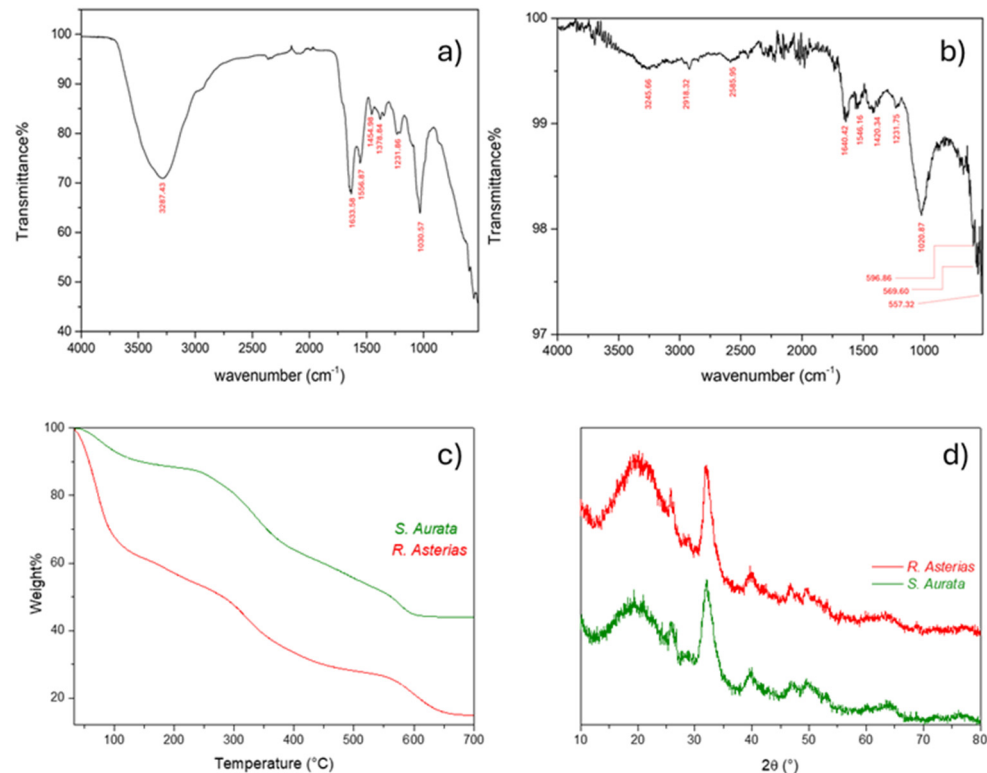 a)
Transmittance%
100
90
80
70
60
50
40
3287.43
1633.58
1556.87
1454.98
1378.84
1231.86
1030.57
4000 3500 3000 2500 2000 1500 1000
wavenumber (cm-1)
b)
Transmittance%
100
99
98
97
3245.66
2918.32
2585.95
1640.42
1546.16
1420.34
1231.75
1020.87
596.86
569.60
557.32
4000 3500 3000 2500 2000 1500 1000
wavenumber (cm-1)
c)
Weight%
100
80
60
40
20
S. Aurata
R. Asterias
100 200 300 400 500 600 700
Temperature (°C)
d)
R. Asterias
S. Aurata
10 20 30 40 50 60 70 80
2θ (°)